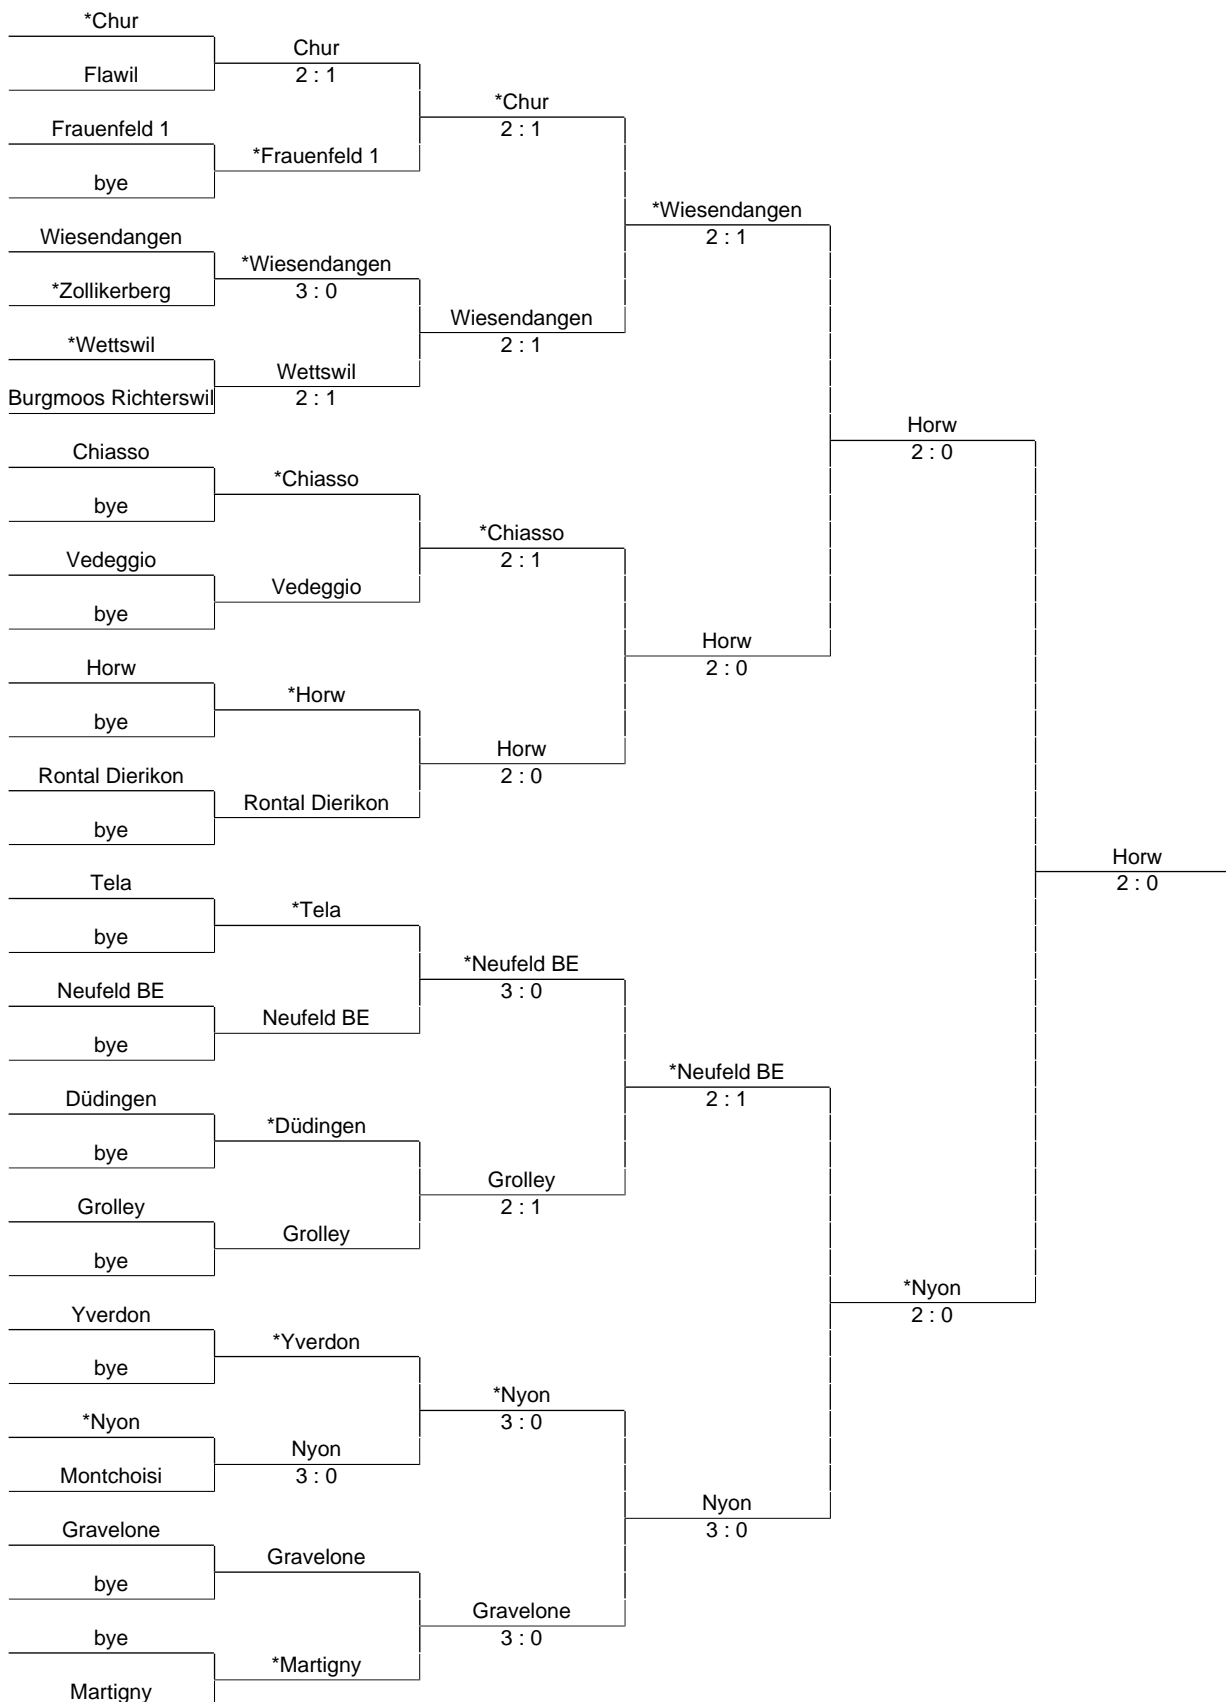 *Chur
Flawil
Frauenfeld 1
bye
Wiesendangen
*Zollikerberg
*Wettswil
Burgmoos Richterswil
Chiasso
bye
Vedeggio
bye
Horw
bye
Rontal Dierikon
bye
Tela
bye
Neufeld BE
bye
Düdingen
bye
Grolley
bye
Yverdon
bye
*Nyon
Montchoisi
Gravelone
bye
bye
Martigny
Chur
2 : 1
*Frauenfeld 1
*Wiesendangen
3 : 0
Wettswil
2 : 1
*Chiasso
Vedeggio
*Horw
Rontal Dierikon
*Tela
Neufeld BE
*Düdingen
Grolley
*Yverdon
Nyon
3 : 0
Gravelone
*Martigny
*Chur
2 : 1
Wiesendangen
2 : 1
*Chiasso
2 : 1
Horw
2 : 0
*Neufeld BE
3 : 0
Grolley
2 : 1
*Nyon
3 : 0
Gravelone
3 : 0
*Wiesendangen
2 : 1
Horw
2 : 0
*Neufeld BE
2 : 1
Nyon
3 : 0
Horw
2 : 0
*Nyon
2 : 0
Horw
2 : 0